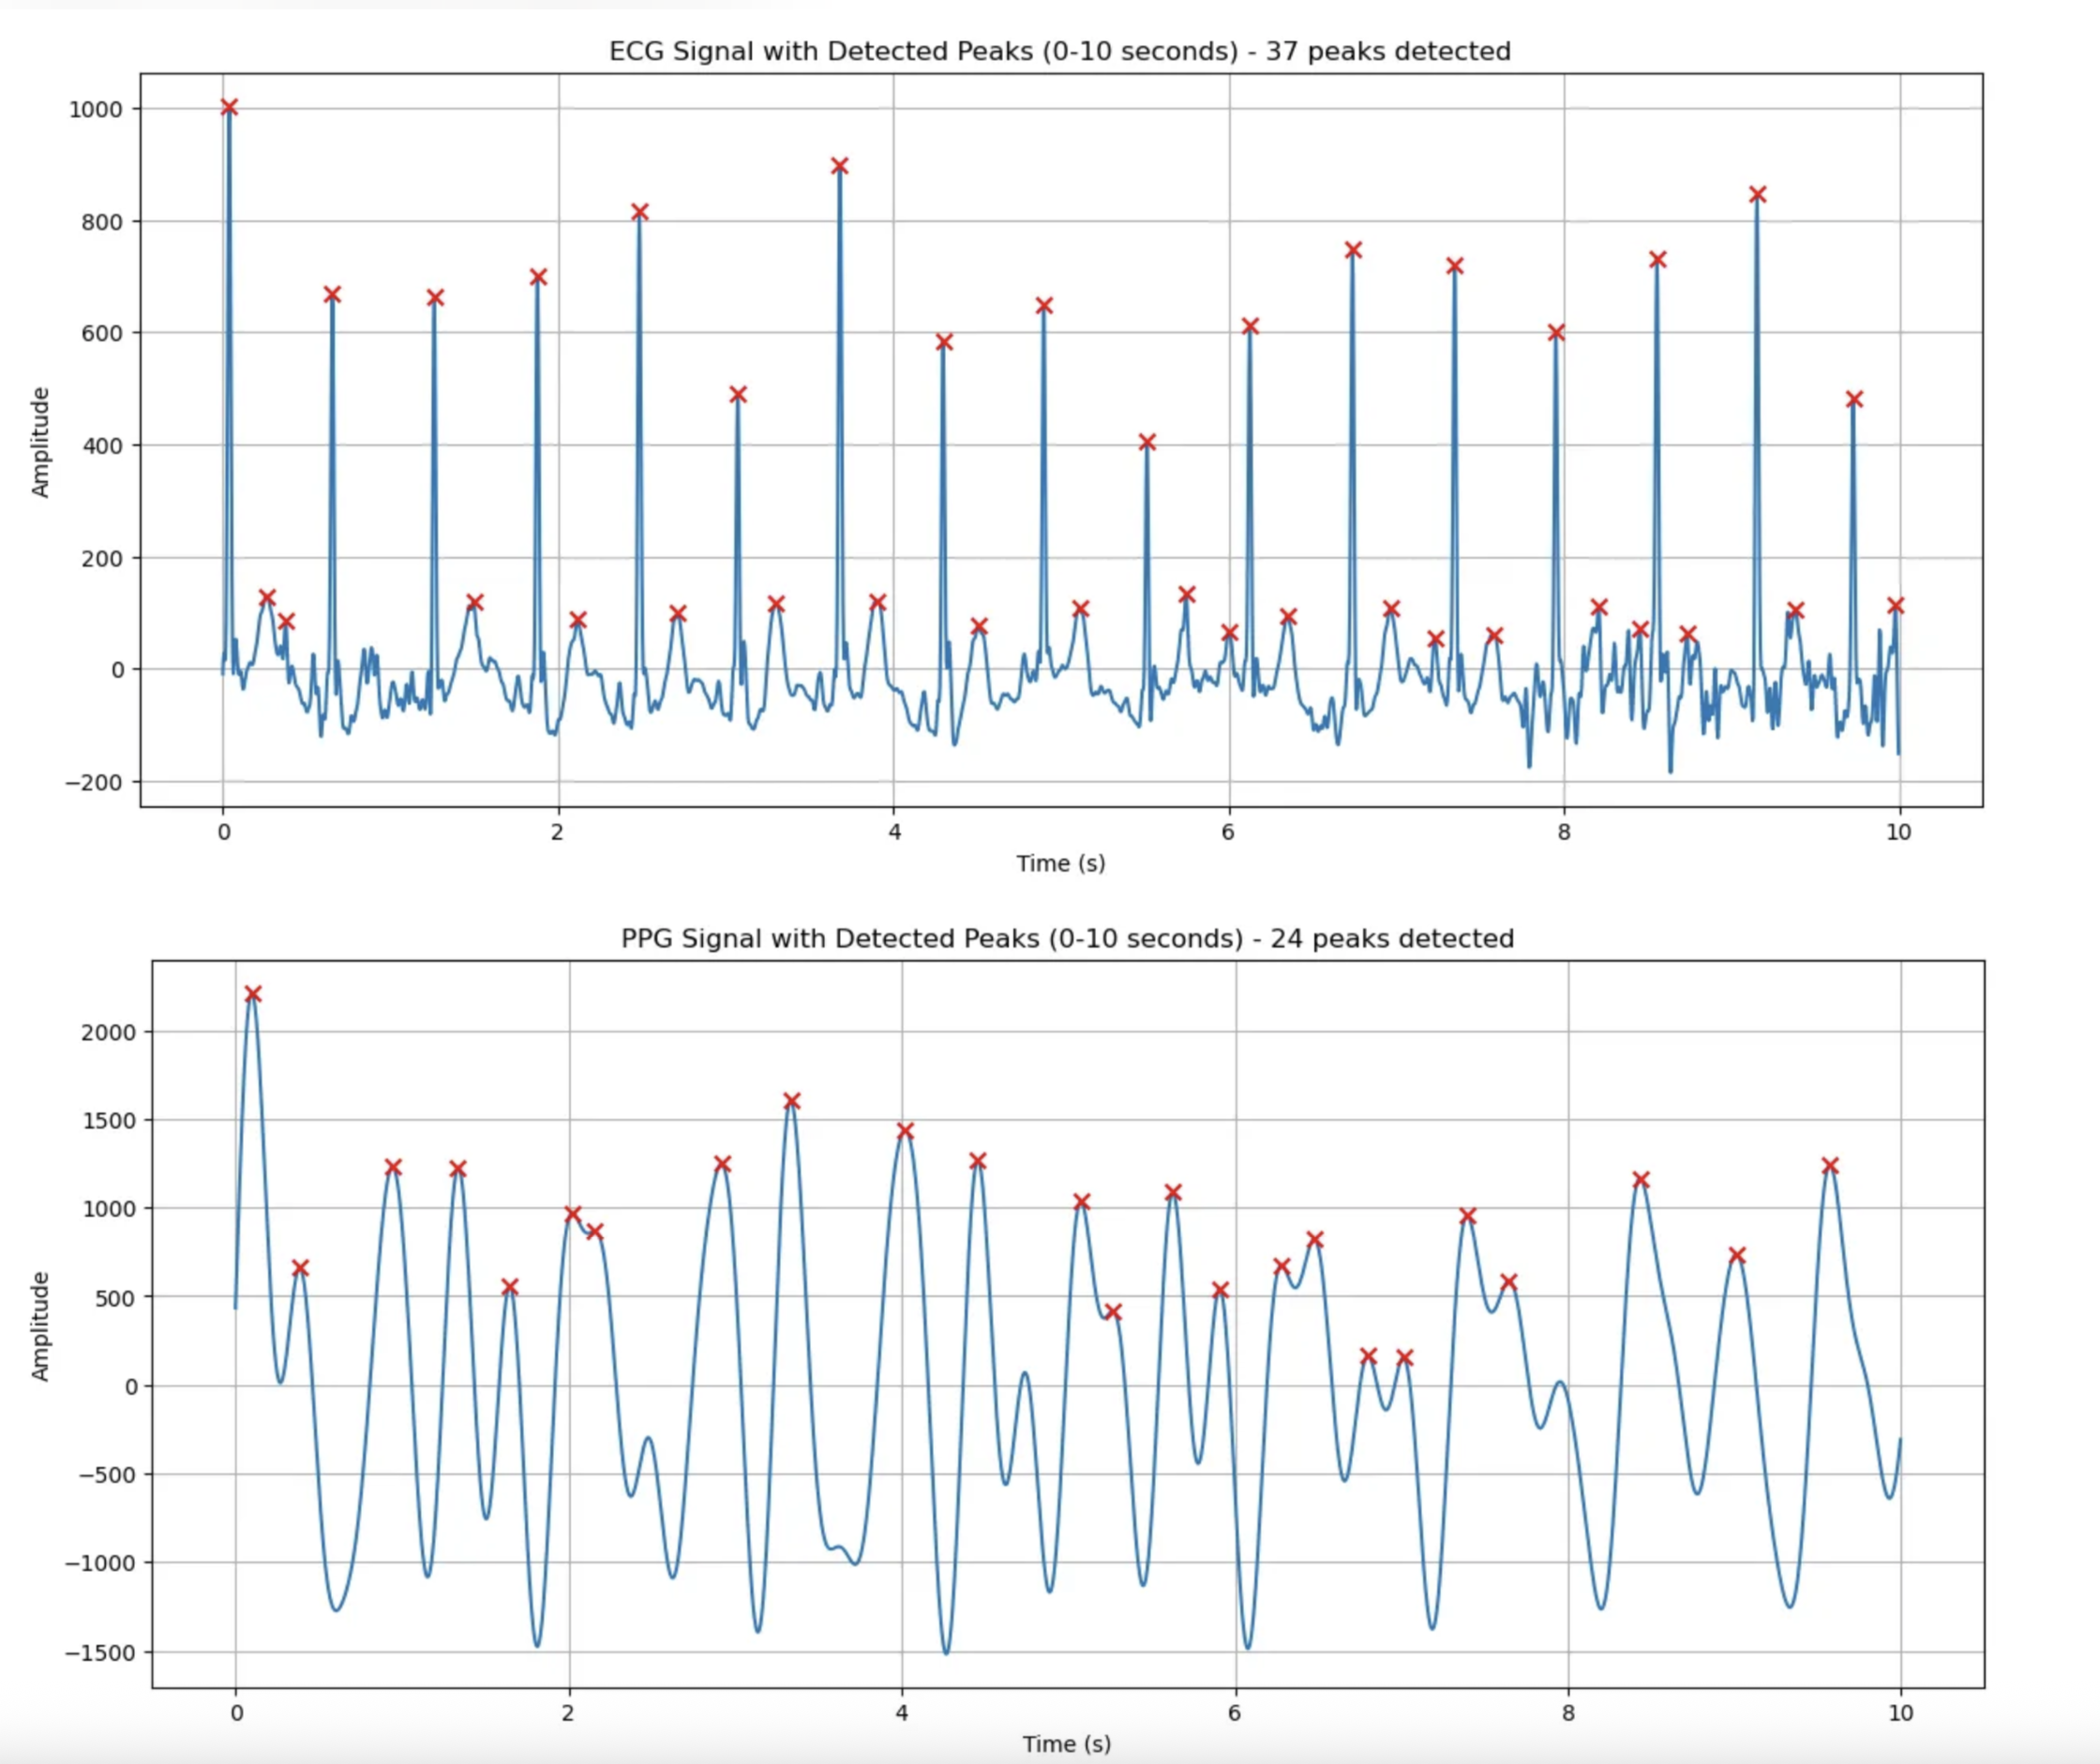 ECG Signal with Detected Peaks (0-10 seconds) - 37 peaks detected
1000
800
600
400
200
0
−200
Amplitude
0 2 4 6 8 10
Time (s)
PPG Signal with Detected Peaks (0-10 seconds) - 24 peaks detected
2000
1500
1000
500
0
−500
−1000
−1500
Amplitude
0 2 4 6 8 10
Time (s)